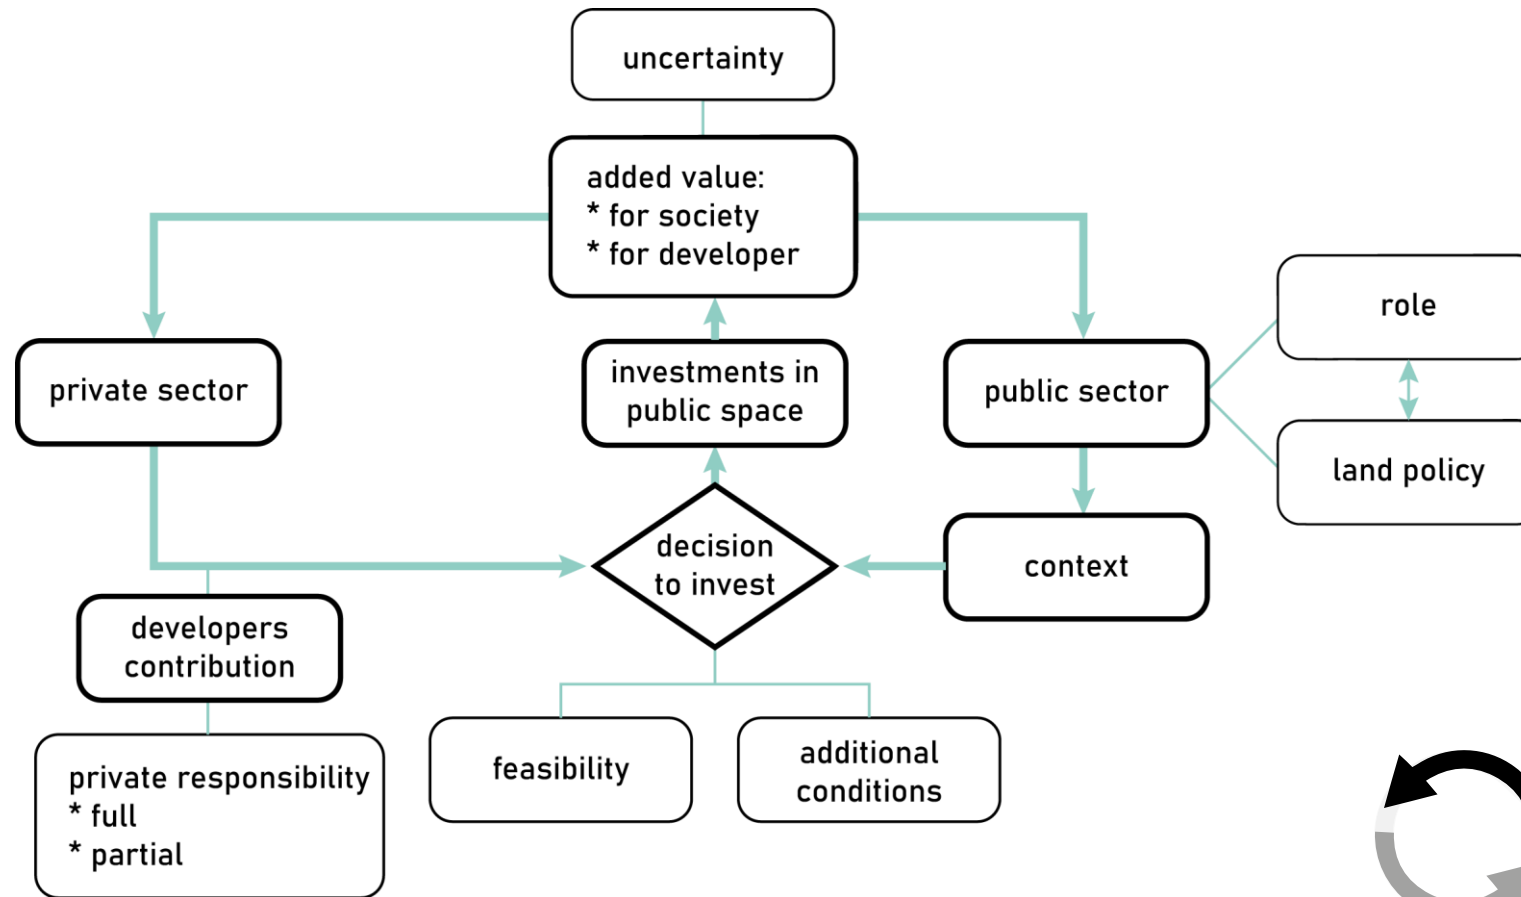 uncertainty
added value:
* for society
* for developer
role
private sector
investments in
public space
public sector
land policy
decision
to invest
context
developers
contribution
private responsibility
* full
* partial
feasibility
additional
conditions